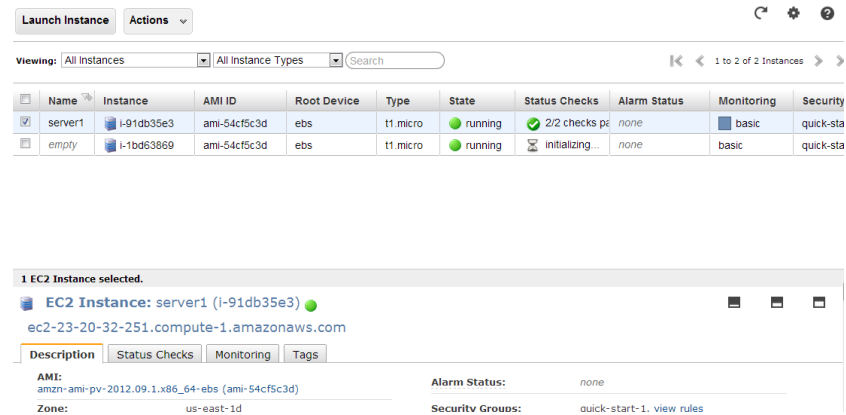 Launch Instance Actions
Viewing: All Instances All Instance Types Search 1 to 2 of 2 Instances
Name Instance AMI ID Root Device Type State Status Checks Alarm Status Monitoring Security
server1 i-91db35e3 ami-54cf5c3d ebs t1.micro running 2/2 checks pa none basic quick-sta
empty i-1bd63869 ami-54cf5c3d ebs t1.micro running initializing... none basic quick-sta
1 EC2 Instance selected.
EC2 Instance: server1 (i-91db35e3)
ec2-23-20-32-251.compute-1.amazonaws.com
Description Status Checks Monitoring Tags
AMI:
amzn-ami-pv-2012.09.1.x86_64-ebs (ami-54cf5c3d)
Alarm Status: none
Zone: us-east-1d Security Groups: quick-start-1. view rules